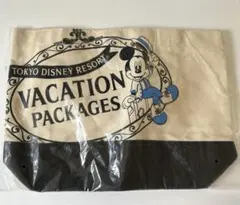 TOKYO DISNEY RESORT
VACATION
PACKAGES